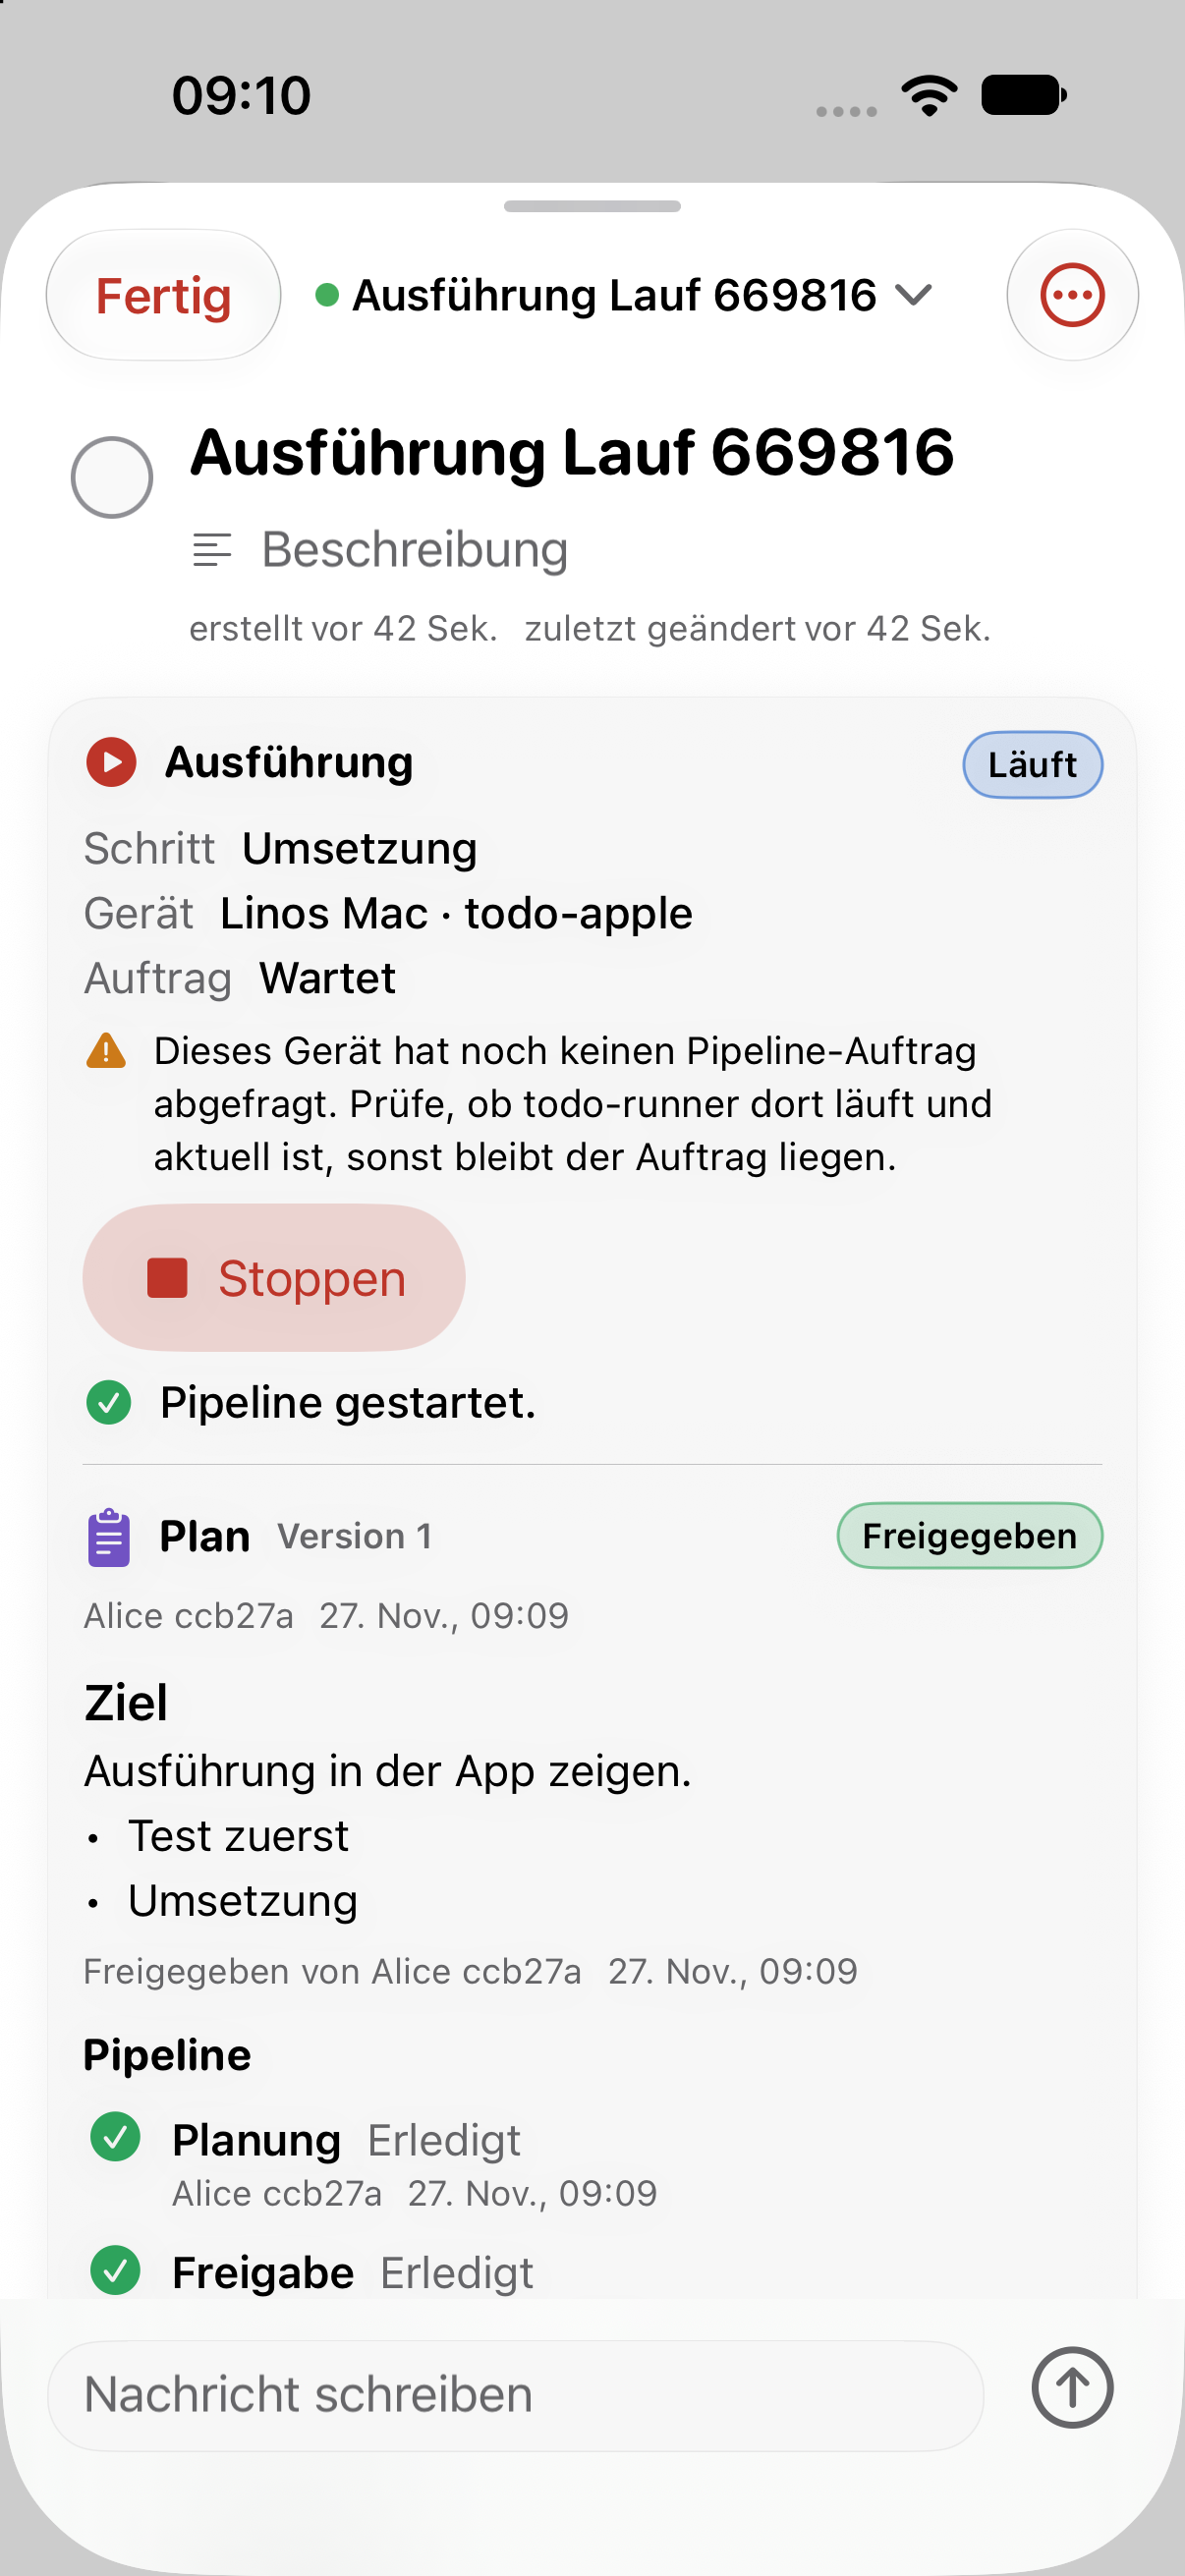 09:10
Fertig
Ausführung Lauf 669816
Ausführung Lauf 669816
Beschreibung
erstellt vor 42 Sek. zuletzt geändert vor 42 Sek.
Ausführung
Läuft
Schritt Umsetzung
Gerät Linos Mac · todo-apple
Auftrag Wartet
Dieses Gerät hat noch keinen Pipeline-Auftrag
abgefragt. Prüfe, ob todo-runner dort läuft und
aktuell ist, sonst bleibt der Auftrag liegen.
Stoppen
Pipeline gestartet.
Plan Version 1
Freigegeben
Alice ccb27a 27. Nov., 09:09
Ziel
Ausführung in der App zeigen.
• Test zuerst
• Umsetzung
Freigegeben von Alice ccb27a 27. Nov., 09:09
Pipeline
Planung Erledigt
Alice ccb27a 27. Nov., 09:09
Freigabe Erledigt
Nachricht schreiben